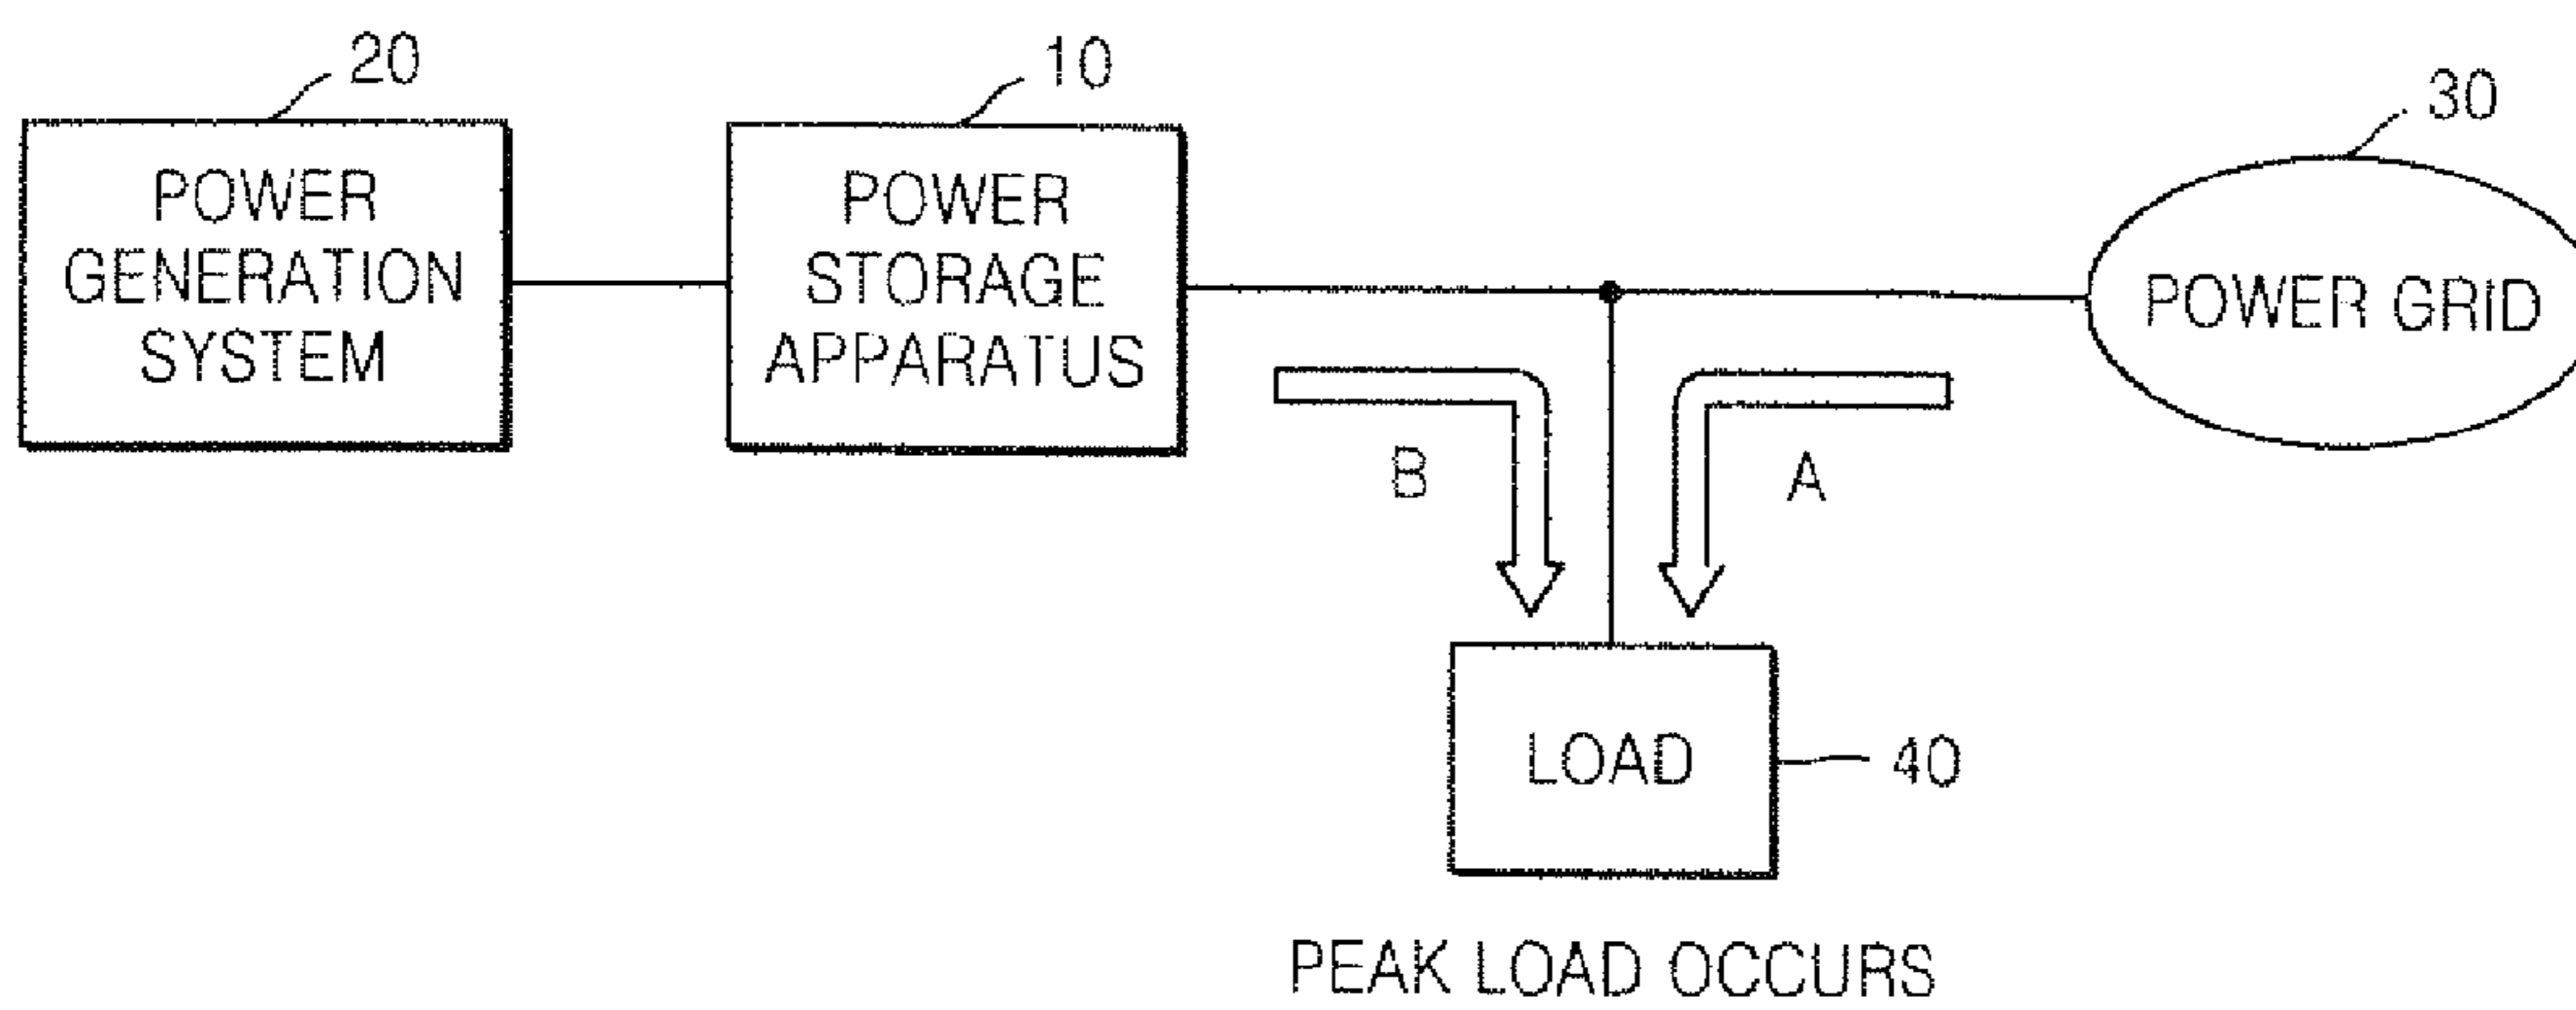 20
10
30
POWER
GENERATION
SYSTEM
POWER
STORAGE
APPARATUS
POWER GRID
B
A
LOAD
40
PEAK LOAD OCCURS